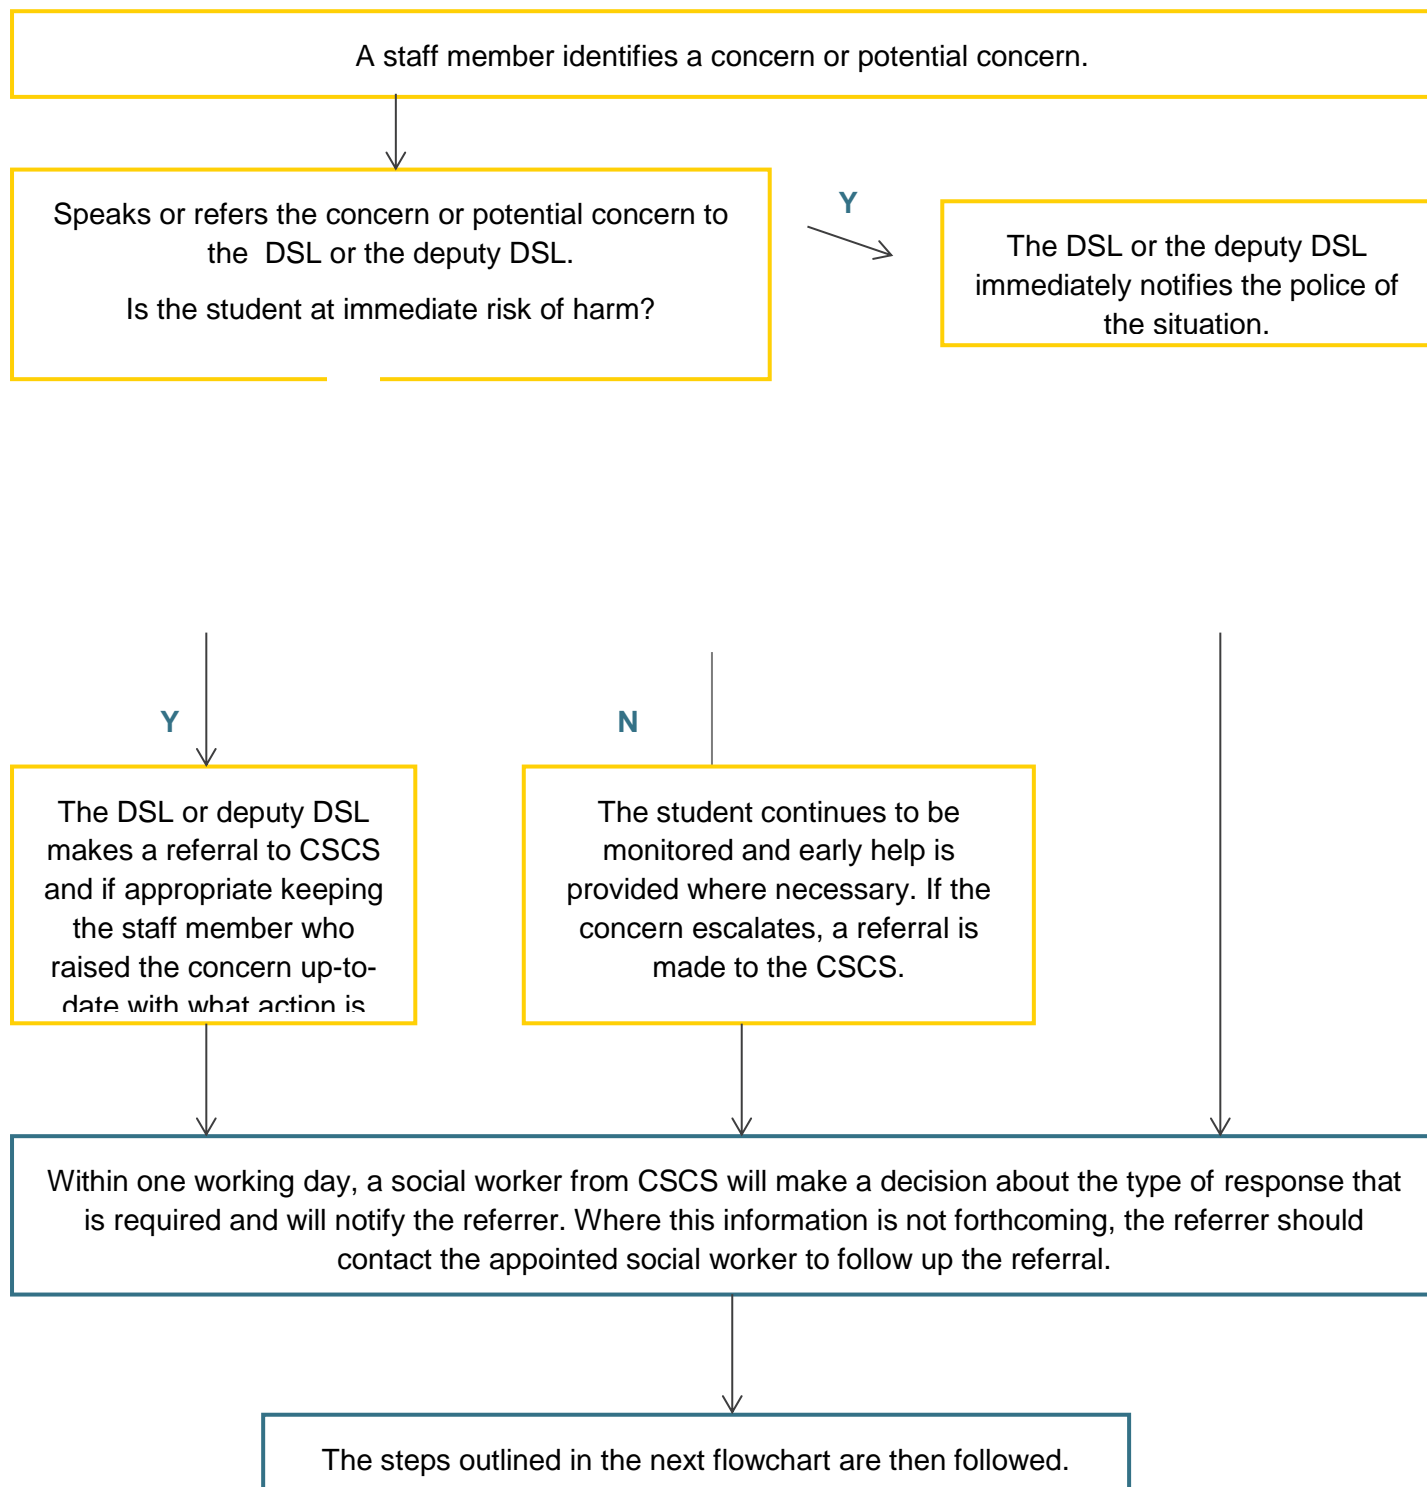 A staff member identifies a concern or potential concern.
Speaks or refers the concern or potential concern to
the DSL or the deputy DSL.
Is the student at immediate risk of harm?
Y
The DSL or the deputy DSL
immediately notifies the police of
the situation.
Y
N
The DSL or deputy DSL
makes a referral to CSCS
and if appropriate keeping
the staff member who
raised the concern up-to-
date with what action is
The student continues to be
monitored and early help is
provided where necessary. If the
concern escalates, a referral is
made to the CSCS.
Within one working day, a social worker from CSCS will make a decision about the type of response that
is required and will notify the referrer. Where this information is not forthcoming, the referrer should
contact the appointed social worker to follow up the referral.
The steps outlined in the next flowchart are then followed.